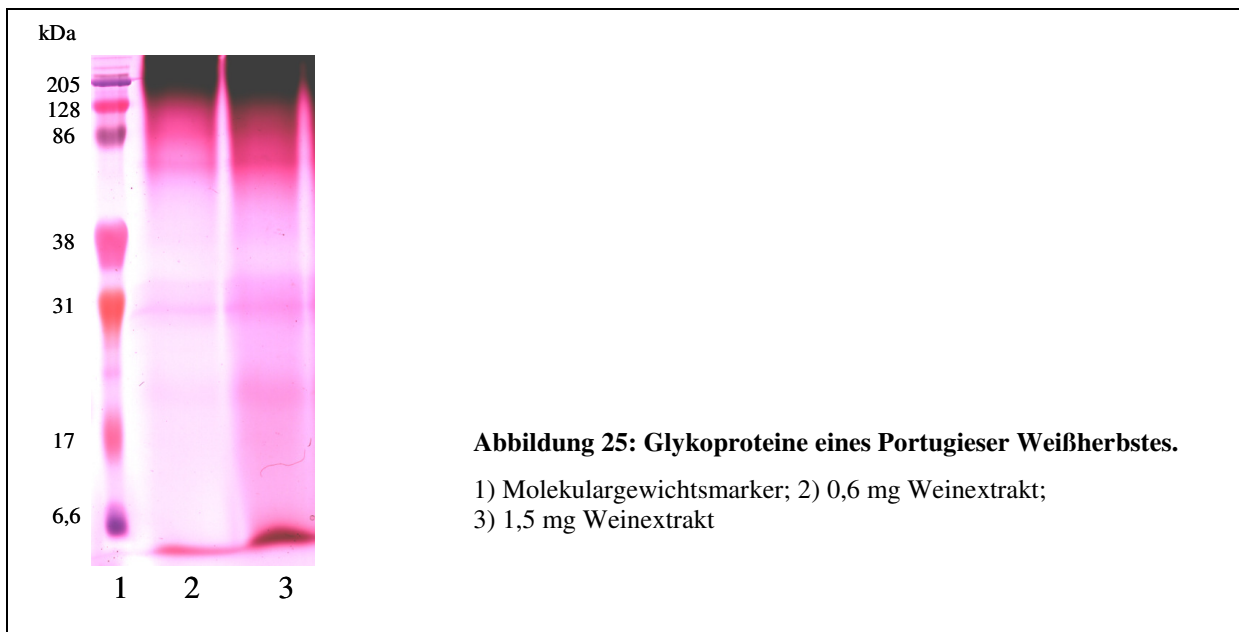 kDa
205
128
86
38
31
17
6,6
1 2 3
Abbildung 25: Glykoproteine eines Portugieser Weißherbstes.
1) Molekulargewichtsmarker; 2) 0,6 mg Weinextrakt;
3) 1,5 mg Weinextrakt